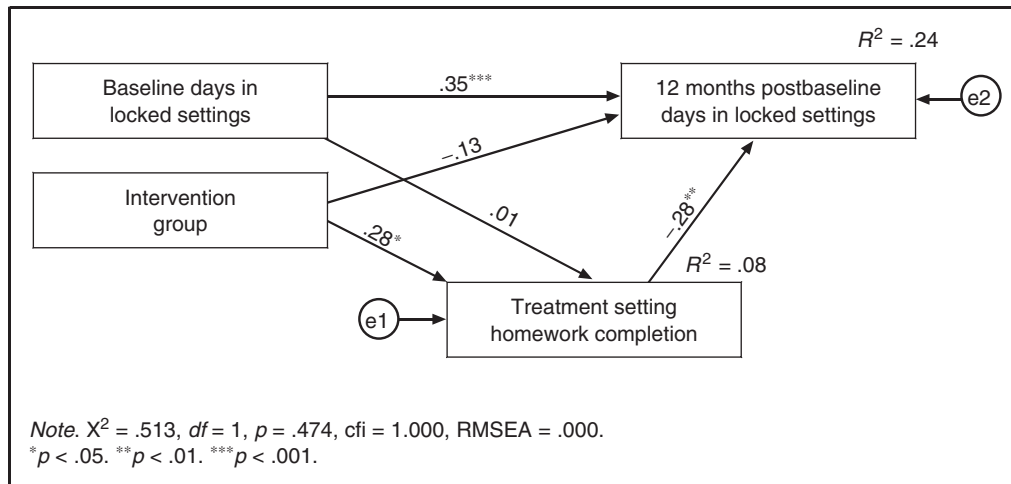 R² = .24
Baseline days in
locked settings
.35***
12 months postbaseline
days in locked settings
e2
–.13
Intervention
group
.01
–.28**
.28*
R² = .08
Treatment setting
homework completion
e1
Note. X² = .513, df = 1, p = .474, cfi = 1.000, RMSEA = .000.
*p < .05. **p < .01. ***p < .001.